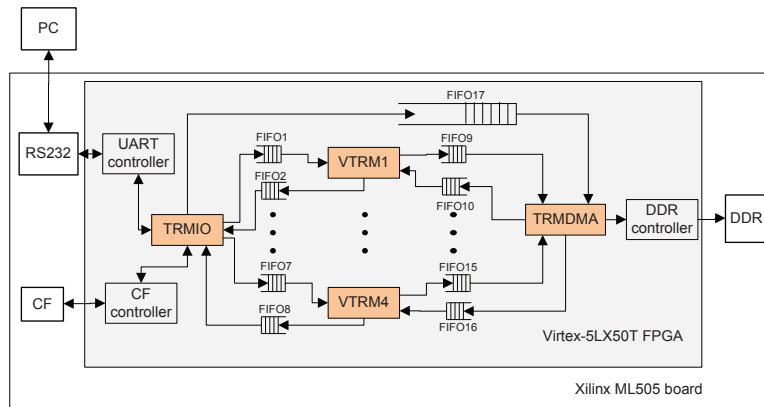 PC
FIFO17
RS232
UART
controller
FIFO1
VTRM1
FIFO9
FIFO2
FIFO10
TRMIO
TRMDMA
DDR
controller
DDR
FIFO7
FIFO15
CF
CF
controller
FIFO8
VTRM4
FIFO16
Virtex-5LX50T FPGA
Xilinx ML505 board